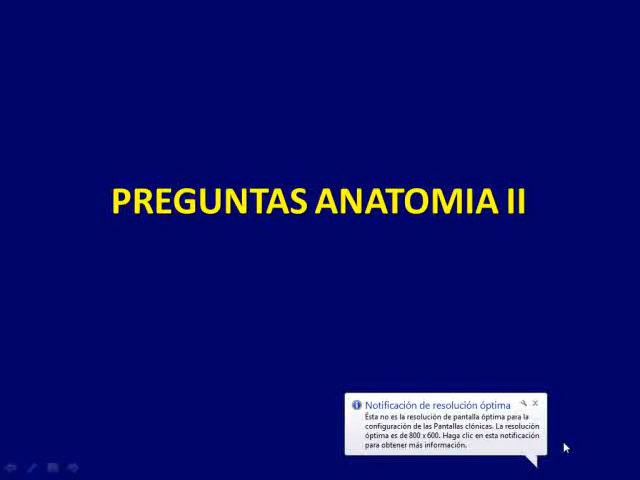 PREGUNTAS ANATOMIA II
Notificación de resolución óptima
Ésta no es la resolución de pantalla óptima para la
configuración de las Pantallas clónicas. La resolución
óptima es de 800 x 600. Haga clic en esta notificación
para obtener más información.